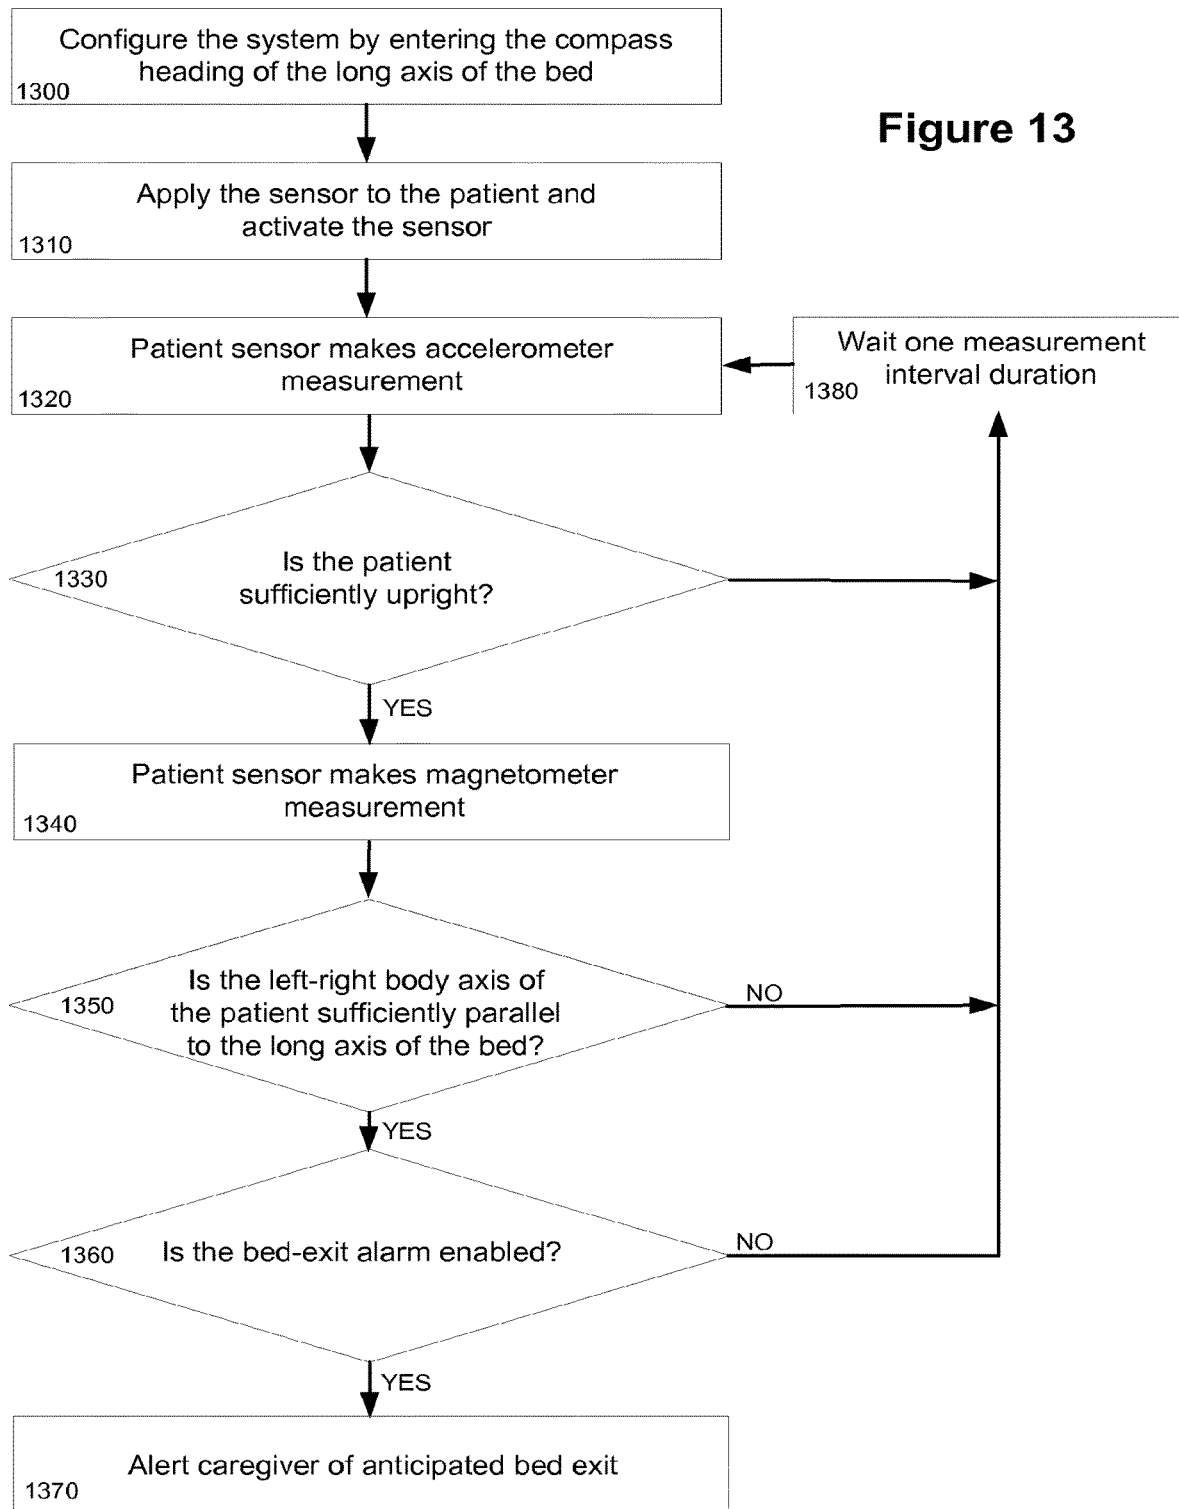 Configure the system by entering the compass
heading of the long axis of the bed
1300
Figure 13
Apply the sensor to the patient and
activate the sensor
1310
Patient sensor makes accelerometer
measurement
1320
Wait one measurement
interval duration
1380
Is the patient
sufficiently upright?
1330
YES
Patient sensor makes magnetometer
measurement
1340
Is the left-right body axis of
the patient sufficiently parallel
to the long axis of the bed?
1350
NO
YES
Is the bed-exit alarm enabled?
1360
NO
YES
Alert caregiver of anticipated bed exit
1370